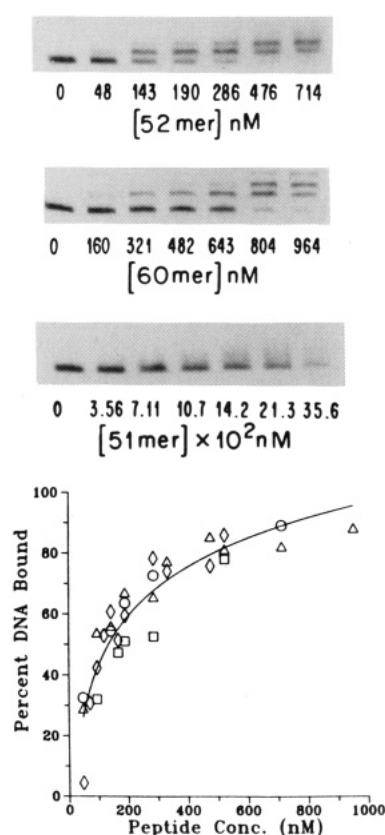 0 48 143 190 286 476 714
[52mer] nM
0 160 321 482 643 804 964
[60mer] nM
0 3.56 7.11 10.7 14.2 21.3 35.6
[51mer] × 10² nM
100
80
60
40
20
0
Percent DNA Bound
0 200 400 600 800 1000
Peptide Conc. (nM)